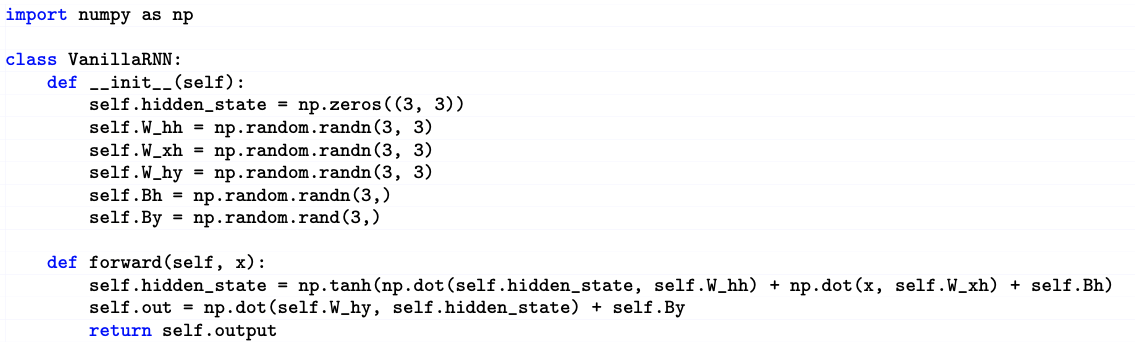 import numpy as np
class VanillaRNN:
    def __init__(self):
        self.hidden_state = np.zeros((3, 3))
        self.W_hh = np.random.randn(3, 3)
        self.W_xh = np.random.randn(3, 3)
        self.W_hy = np.random.randn(3, 3)
        self.Bh = np.random.randn(3,)
        self.By = np.random.rand(3,)
    def forward(self, x):
        self.hidden_state = np.tanh(np.dot(self.hidden_state, self.W_hh) + np.dot(x, self.W_xh) + self.Bh)
        self.out = np.dot(self.W_hy, self.hidden_state) + self.By
        return self.output